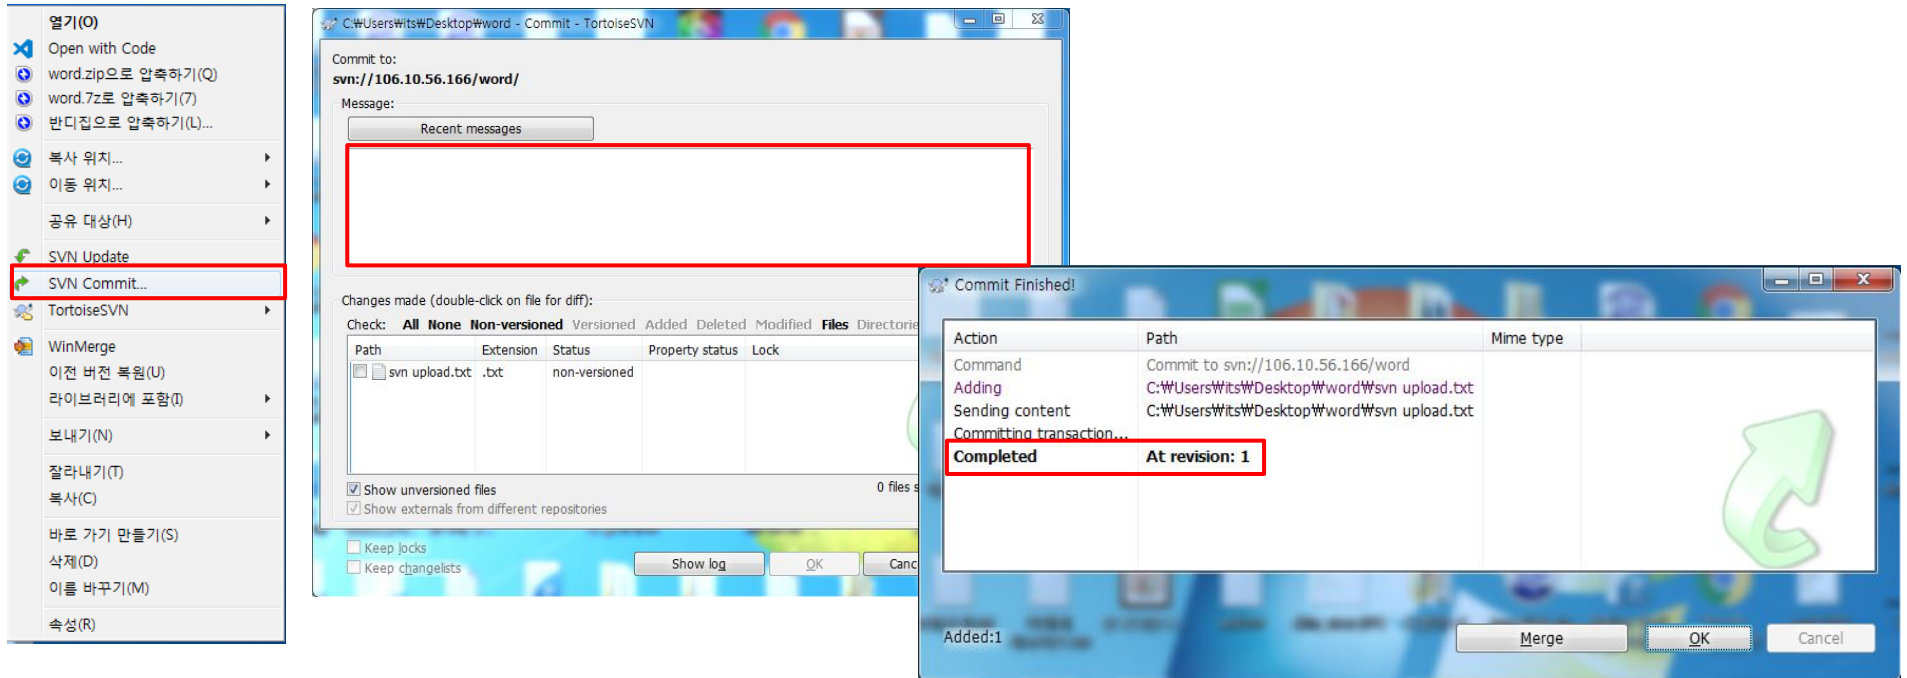 열기(O)
Open with Code
word.zip으로 압축하기(Q)
word.7z로 압축하기(7)
반디집으로 압축하기(L)...
복사 위치...
이동 위치...
공유 대상(H)
SVN Update
SVN Commit...
TortoiseSVN
WinMerge
이전 버전 복원(U)
라이브러리에 포함(I)
보내기(N)
잘라내기(T)
복사(C)
바로 가기 만들기(S)
삭제(D)
이름 바꾸기(M)
속성(R)
C:₩Users₩its₩Desktop₩word - Commit - TortoiseSVN
Commit to:
svn://106.10.56.166/word/
Message:
Recent messages
Changes made (double-click on file for diff):
Check: All None Non-versioned Versioned Added Deleted Modified Files Directorie
Path Extension Status Property status Lock
svn upload.txt .txt non-versioned
Show unversioned files
0 files s
Show externals from different repositories
Keep locks
Keep changelists
Show log OK Canc
Commit Finished!
Action Path Mime type
Command Commit to svn://106.10.56.166/word
Adding C:₩Users₩its₩Desktop₩word₩svn upload.txt
Sending content C:₩Users₩its₩Desktop₩word₩svn upload.txt
Committing transaction...
Completed At revision: 1
Added:1
Merge OK Cancel